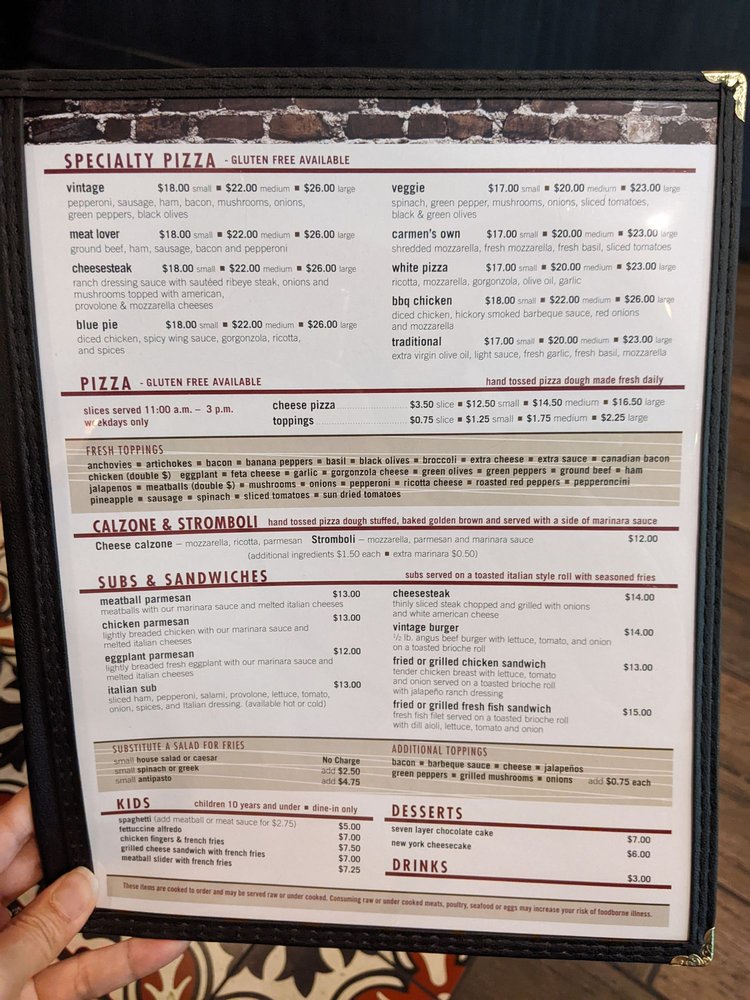 SPECIALTY PIZZA - GLUTEN FREE AVAILABLE
vintage $18.00 small ▪ $22.00 medium ▪ $26.00 large
pepperoni, sausage, ham, bacon, mushrooms, onions,
green peppers, black olives
meat lover $18.00 small ▪ $22.00 medium ▪ $26.00 large
ground beef, ham, sausage, bacon and pepperoni
cheesesteak $18.00 small ▪ $22.00 medium ▪ $26.00 large
ranch dressing sauce with sautéed ribeye steak, onions and
mushrooms topped with american,
provolone & mozzarella cheeses
blue pie $18.00 small ▪ $22.00 medium ▪ $26.00 large
diced chicken, spicy wing sauce, gorgonzola, ricotta,
and spices
veggie $17.00 small ▪ $20.00 medium ▪ $23.00 large
spinach, green pepper, mushrooms, onions, sliced tomatoes,
black & green olives
carmen's own $17.00 small ▪ $20.00 medium ▪ $23.00 large
shredded mozzarella, fresh mozzarella, fresh basil, sliced tomatoes
white pizza $17.00 small ▪ $20.00 medium ▪ $23.00 large
ricotta, mozzarella, gorgonzola, olive oil, garlic
bbq chicken $18.00 small ▪ $22.00 medium ▪ $26.00 large
diced chicken, hickory smoked barbeque sauce, red onions
and mozzarella
traditional $17.00 small ▪ $20.00 medium ▪ $23.00 large
extra virgin olive oil, light sauce, fresh garlic, fresh basil, mozzarella
PIZZA - GLUTEN FREE AVAILABLE hand tossed pizza dough made fresh daily
slices served 11:00 a.m. – 3 p.m.
weekdays only
cheese pizza $3.50 slice ▪ $12.50 small ▪ $14.50 medium ▪ $16.50 large
toppings $0.75 slice ▪ $1.25 small ▪ $1.75 medium ▪ $2.25 large
FRESH TOPPINGS
anchovies ▪ artichokes ▪ bacon ▪ banana peppers ▪ basil ▪ black olives ▪ broccoli ▪ extra cheese ▪ extra sauce ▪ canadian bacon
chicken (double $) eggplant ▪ feta cheese ▪ garlic ▪ gorgonzola cheese ▪ green olives ▪ green peppers ▪ ground beef ▪ ham
jalapenos ▪ meatballs (double $) ▪ mushrooms ▪ onions ▪ pepperoni ▪ ricotta cheese ▪ roasted red peppers ▪ pepperoncini
pineapple ▪ sausage ▪ spinach ▪ sliced tomatoes ▪ sun dried tomatoes
CALZONE & STROMBOLI hand tossed pizza dough stuffed, baked golden brown and served with a side of marinara sauce
Cheese calzone – mozzarella, ricotta, parmesan Stromboli – mozzarella, parmesan and marinara sauce $12.00
(additional ingredients $1.50 each ▪ extra marinara $0.50)
SUBS & SANDWICHES subs served on a toasted italian style roll with seasoned fries
meatball parmesan $13.00
meatballs with our marinara sauce and melted italian cheeses
chicken parmesan $13.00
lightly breaded chicken with our marinara sauce and
melted italian cheeses
eggplant parmesan $12.00
lightly breaded fresh eggplant with our marinara sauce and
melted italian cheeses
italian sub $13.00
sliced ham, pepperoni, salami, provolone, lettuce, tomato,
onion, spices, and Italian dressing. (available hot or cold)
cheesesteak $14.00
thinly sliced steak chopped and grilled with onions
and white american cheese
vintage burger $14.00
½ lb. angus beef burger with lettuce, tomato, and onion
on a toasted brioche roll
fried or grilled chicken sandwich $13.00
tender chicken breast with lettuce, tomato
and onion served on a toasted brioche roll
with jalapeño ranch dressing
fried or grilled fresh fish sandwich $15.00
fresh fish filet served on a toasted brioche roll
with dill aioli, lettuce, tomato and onion
SUBSTITUTE A SALAD FOR FRIES
small house salad or caesar No Charge
small spinach or greek add $2.50
small antipasto add $4.75
ADDITIONAL TOPPINGS
bacon ▪ barbeque sauce ▪ cheese ▪ jalapeños
green peppers ▪ grilled mushrooms ▪ onions add $0.75 each
KIDS children 10 years and under ▪ dine-in only
spaghetti (add meatball or meat sauce for $2.75) $5.00
fettuccine alfredo $7.00
chicken fingers & french fries $7.50
grilled cheese sandwich with french fries $7.00
meatball slider with french fries $7.25
DESSERTS
seven layer chocolate cake $7.00
new york cheesecake $6.00
DRINKS $3.00
These items are cooked to order and may be served raw or under cooked. Consuming raw or under cooked meats, poultry, seafood or eggs may increase your risk of foodborne illness.